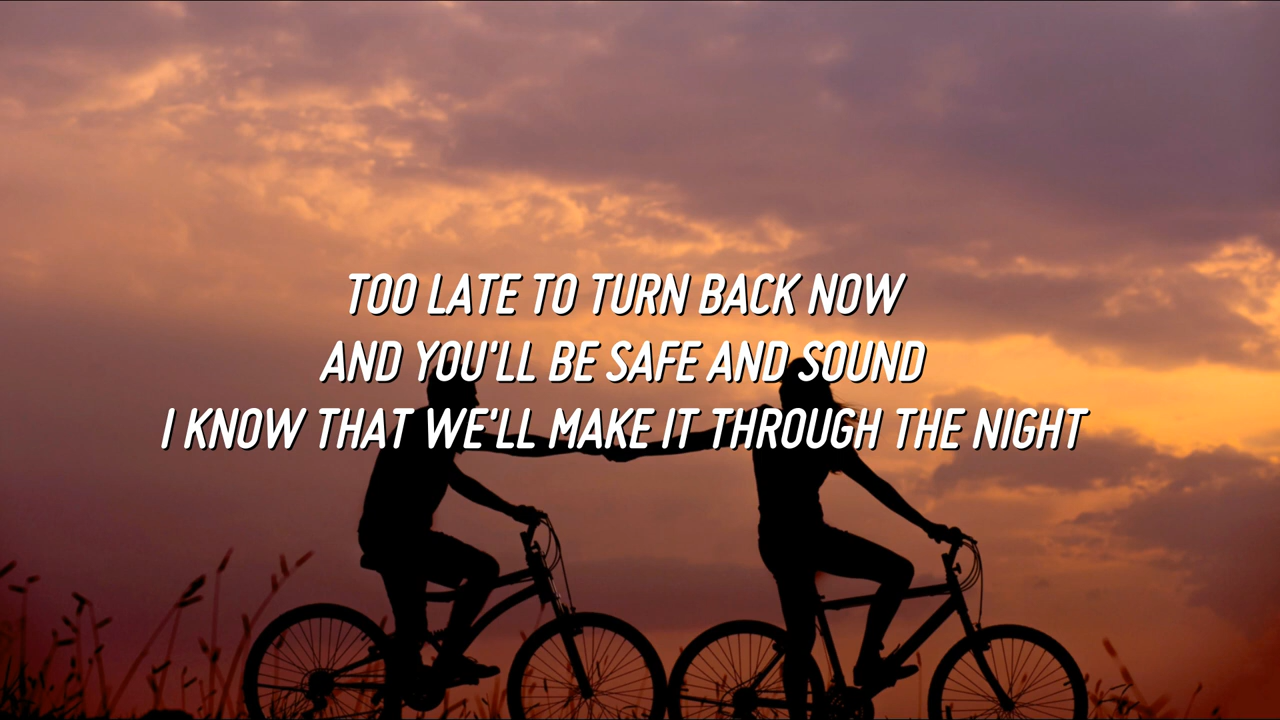 TOO LATE TO TURN BACK NOW
AND YOU'LL BE SAFE AND SOUND
I KNOW THAT WE'LL MAKE IT THROUGH THE NIGHT